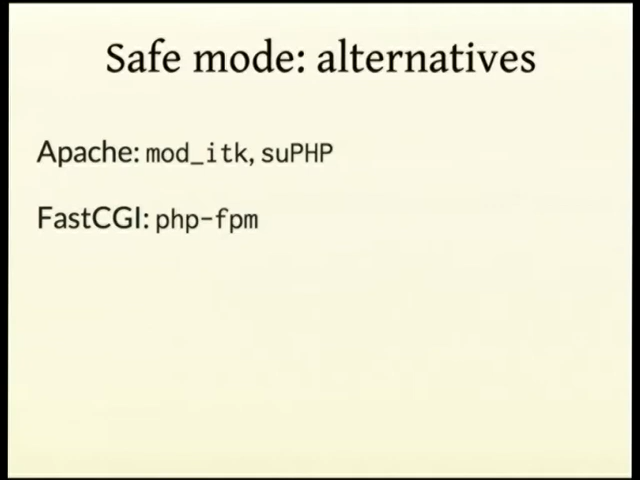 Safe mode: alternatives
Apache: mod_itk, suPHP
FastCGI: php-fpm